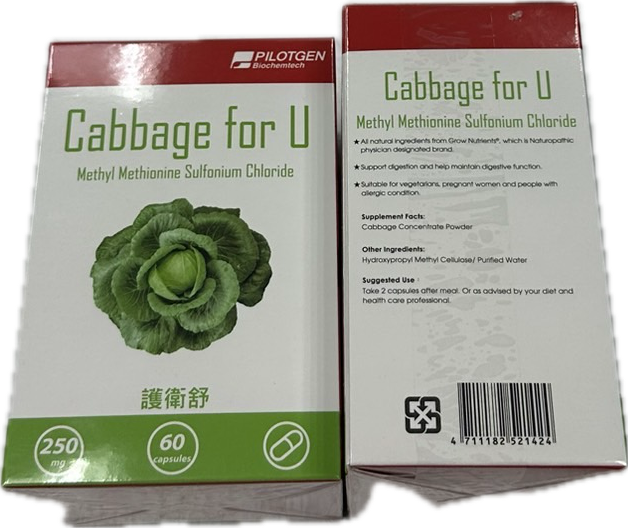 PILOTGEN
Biochemtech
Cabbage for U
Methyl Methionine Sulfonium Chloride
護衛舒
250
mg
60
capsules
Cabbage for U
Methyl Methionine Sulfonium Chloride
★All natural ingredients from Grow Nutrients®, which is Naturopathic
physician designated brand.
★Support digestion and help maintain digestive function.
★Suitable for vegetarians, pregnant women and people with
allergic condition.
Supplement Facts:
Cabbage Concentrate Powder
Other Ingredients:
Hydroxypropyl Methyl Cellulose/ Purified Water
Suggested Use :
Take 2 capsules after meal. Or as advised by your diet and
health care professional.
4 711182 521424